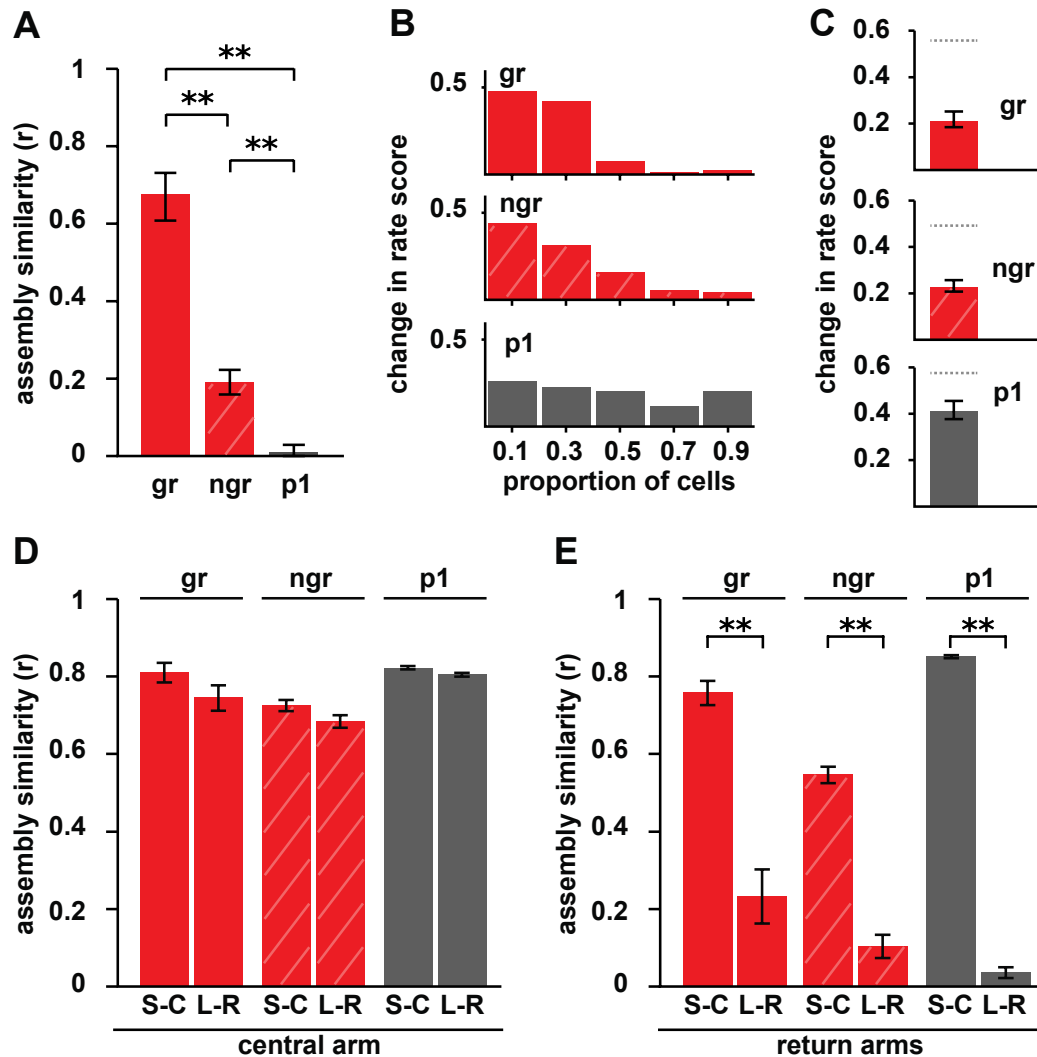 A
assembly similarity (r)
1
0.8
0.6
0.4
0.2
0
**
**
**
gr ngr p1
B
change in rate score
0.5
gr
0.5
ngr
0.5
p1
0.1 0.3 0.5 0.7 0.9
proportion of cells
C
change in rate score
0.6
0.4
0.2
gr
0.6
0.4
0.2
ngr
0.6
0.4
0.2
p1
D
gr ngr p1
assembly similarity (r)
1
0.8
0.6
0.4
0.2
0
S-C L-R S-C L-R S-C L-R
central arm
E
gr ngr p1
** ** **
assembly similarity (r)
1
0.8
0.6
0.4
0.2
0
S-C L-R S-C L-R S-C L-R
return arms